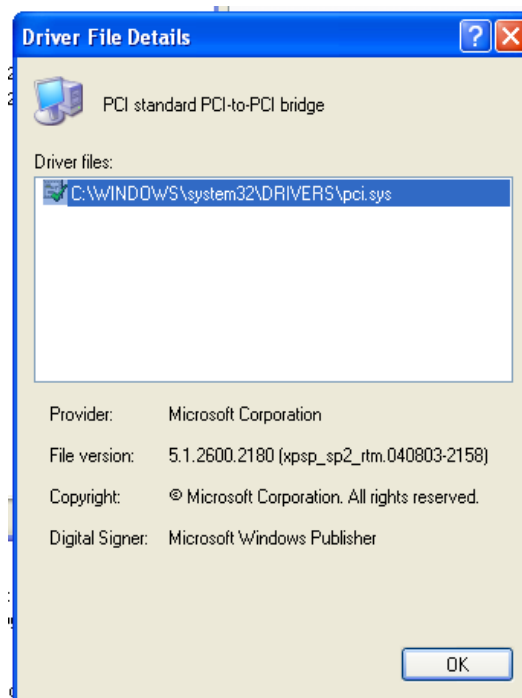 Driver File Details
PCI standard PCI-to-PCI bridge
Driver files:
C:\WINDOWS\system32\DRIVERS\pci.sys
Provider: Microsoft Corporation
File version: 5.1.2600.2180 (xpsp_sp2_rtm.040803-2158)
Copyright: © Microsoft Corporation. All rights reserved.
Digital Signer: Microsoft Windows Publisher
OK